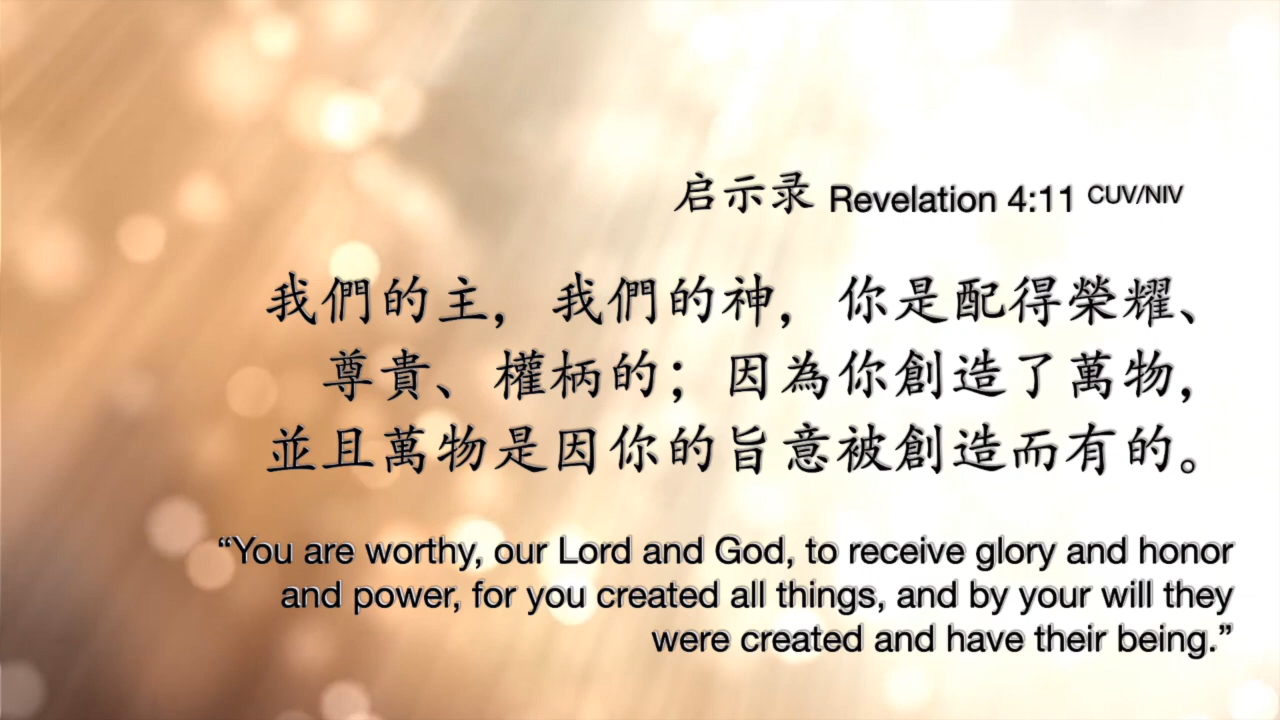 启示录 Revelation 4:11 CUV/NIV
我們的主，我們的神，你是配得榮耀、
尊貴、權柄的；因為你創造了萬物，
並且萬物是因你的旨意被創造而有的。
“You are worthy, our Lord and God, to receive glory and honor
and power, for you created all things, and by your will they
were created and have their being.”